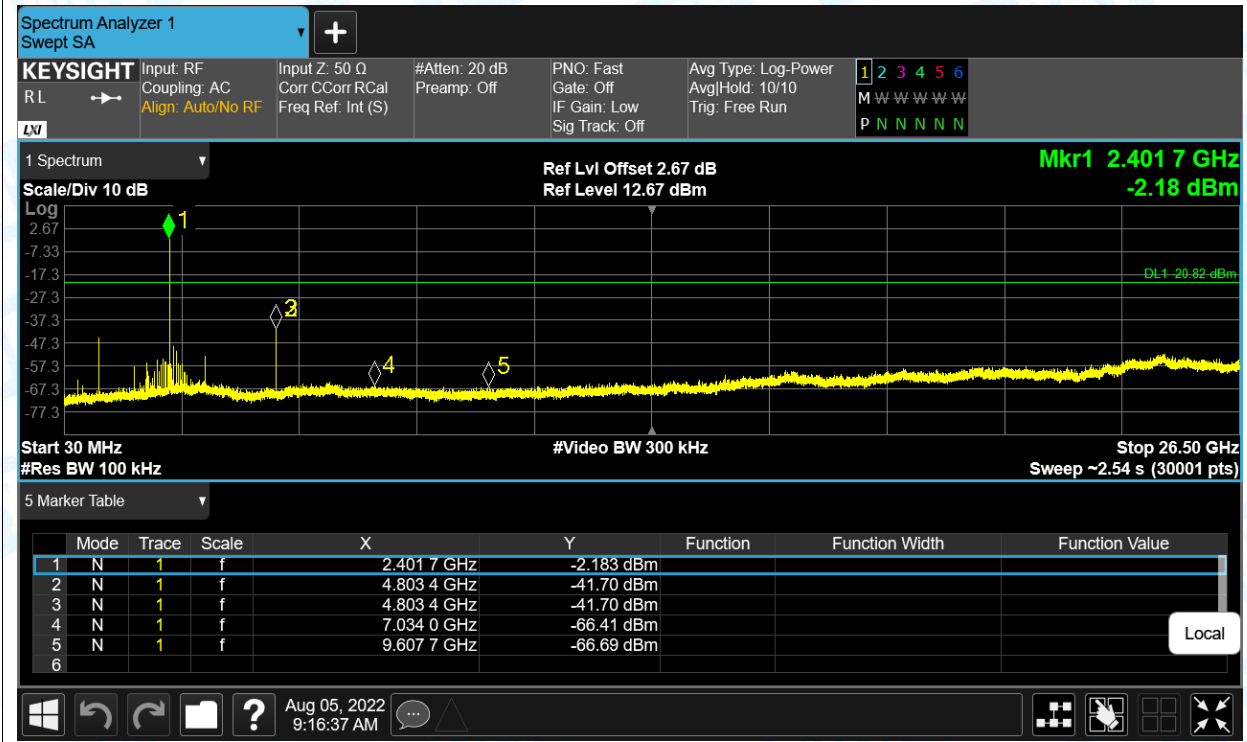 Spectrum Analyzer 1
Swept SA
+
KEYSIGHT
RL
LXI
Input: RF
Coupling: AC
Align: Auto/No RF
Input Z: 50 Ω
Corr CCorr RCal
Freq Ref: Int (S)
#Atten: 20 dB
Preamp: Off
PNO: Fast
Gate: Off
IF Gain: Low
Sig Track: Off
Avg Type: Log-Power
Avg|Hold: 10/10
Trig: Free Run
1 2 3 4 5 6
M W W W W W
P N N N N N
1 Spectrum
Scale/Div 10 dB
Ref Lvl Offset 2.67 dB
Ref Level 12.67 dBm
Mkr1 2.401 7 GHz
-2.18 dBm
Log
2.67
-7.33
-17.3
-27.3
-37.3
-47.3
-57.3
-67.3
-77.3
1
3
4
5
DL1 -20.82 dBm
Start 30 MHz
#Res BW 100 kHz
#Video BW 300 kHz
Stop 26.50 GHz
Sweep ~2.54 s (30001 pts)
5 Marker Table
Mode Trace Scale X Y Function Function Width Function Value
1 N 1 f 2.401 7 GHz -2.183 dBm
2 N 1 f 4.803 4 GHz -41.70 dBm
3 N 1 f 4.803 4 GHz -41.70 dBm
4 N 1 f 7.034 0 GHz -66.41 dBm
5 N 1 f 9.607 7 GHz -66.69 dBm
6
Local
?
Aug 05, 2022
9:16:37 AM